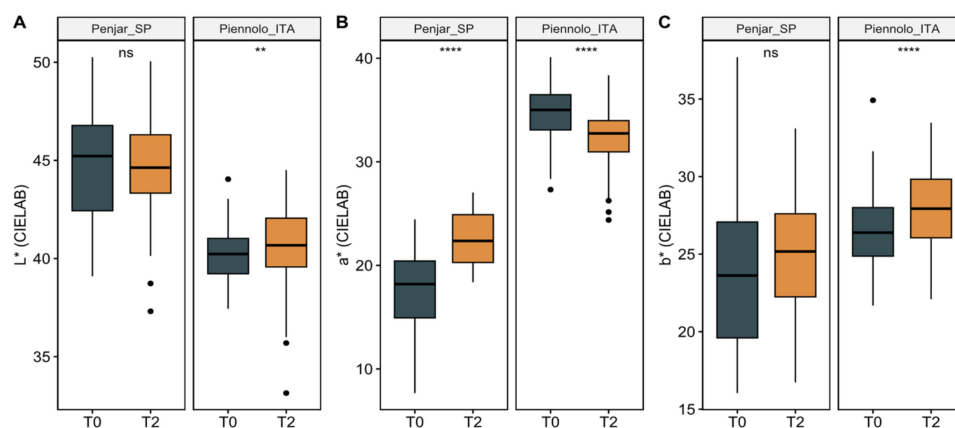 A
Penjar_SP
Piennolo_ITA
ns
**
50
45
40
35
L* (CIELAB)
T0
T2
T0
T2
B
Penjar_SP
Piennolo_ITA
****
****
40
30
20
10
a* (CIELAB)
T0
T2
T0
T2
C
Penjar_SP
Piennolo_ITA
ns
****
35
30
25
20
15
b* (CIELAB)
T0
T2
T0
T2